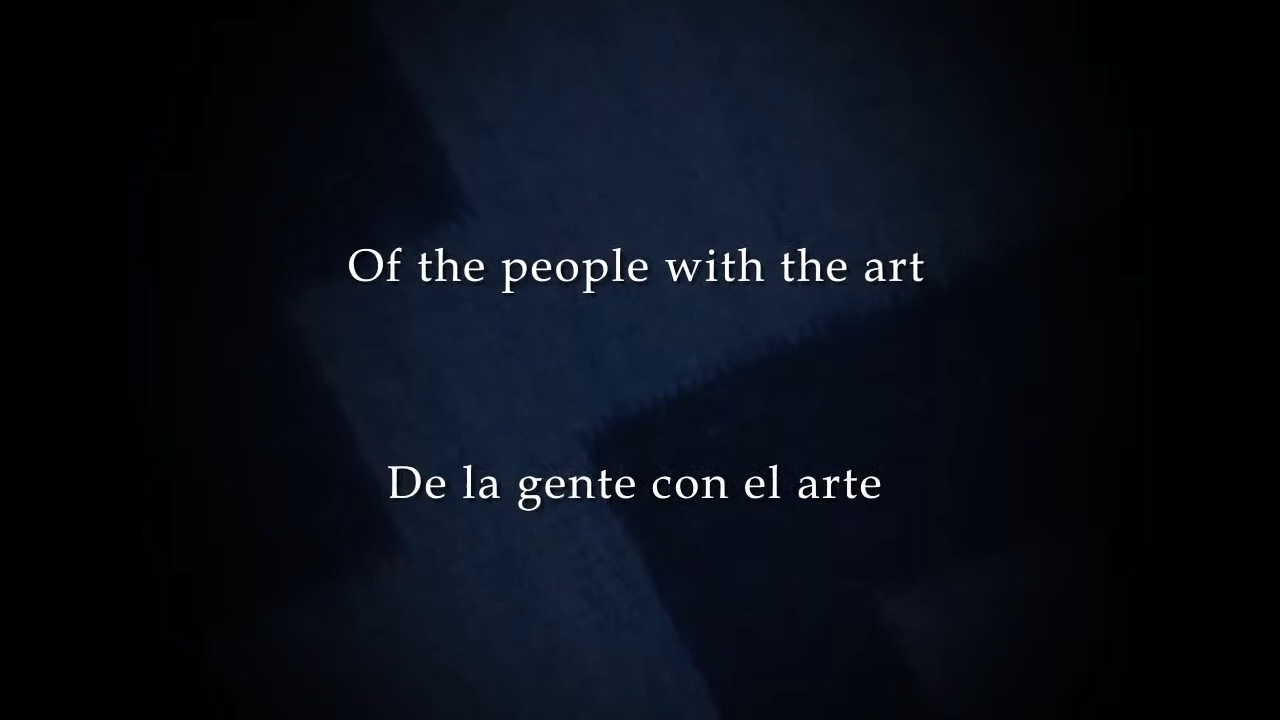 Of the people with the art
De la gente con el arte